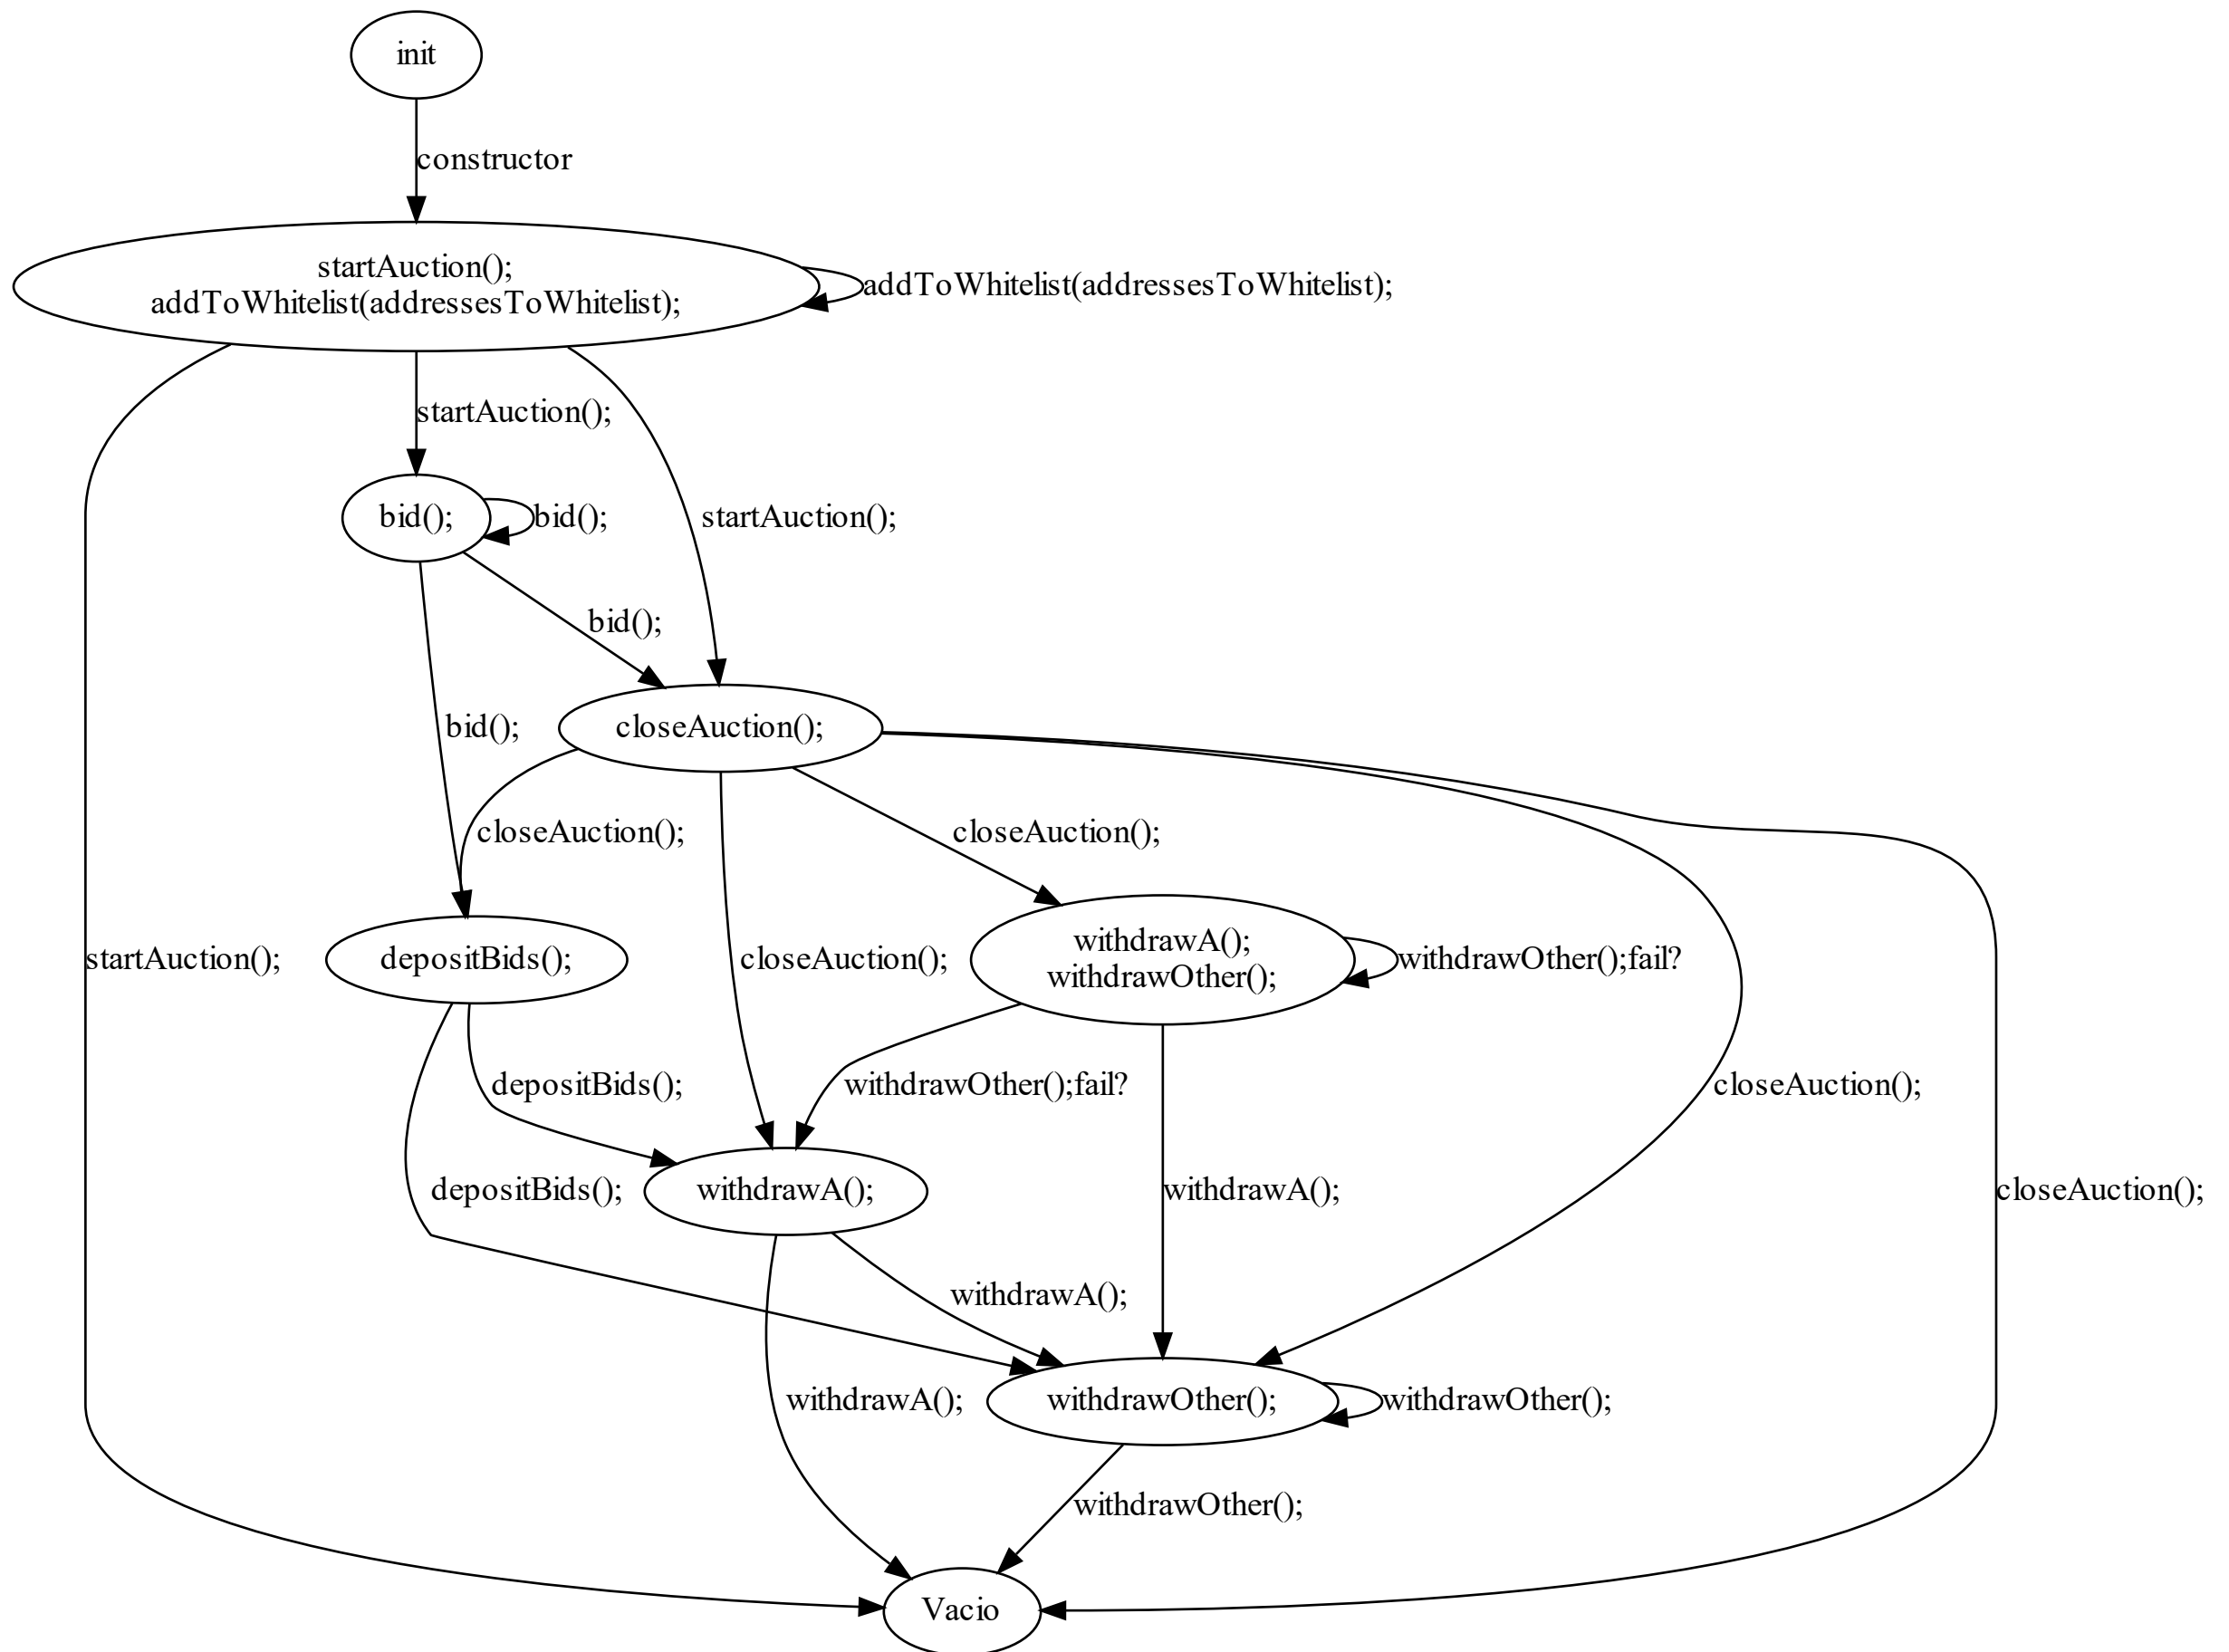 init
constructor
startAuction();
addToWhitelist(addressesToWhitelist);
addToWhitelist(addressesToWhitelist);
startAuction();
bid();
bid();
startAuction();
bid();
bid();
closeAuction();
closeAuction();
closeAuction();
startAuction();
depositBids();
closeAuction();
withdrawA();
withdrawOther();
withdrawOther();fail?
depositBids();
withdrawOther();fail?
closeAuction();
depositBids();
withdrawA();
withdrawA();
closeAuction();
withdrawA();
withdrawA();
withdrawOther();
withdrawOther();
withdrawOther();
Vacio